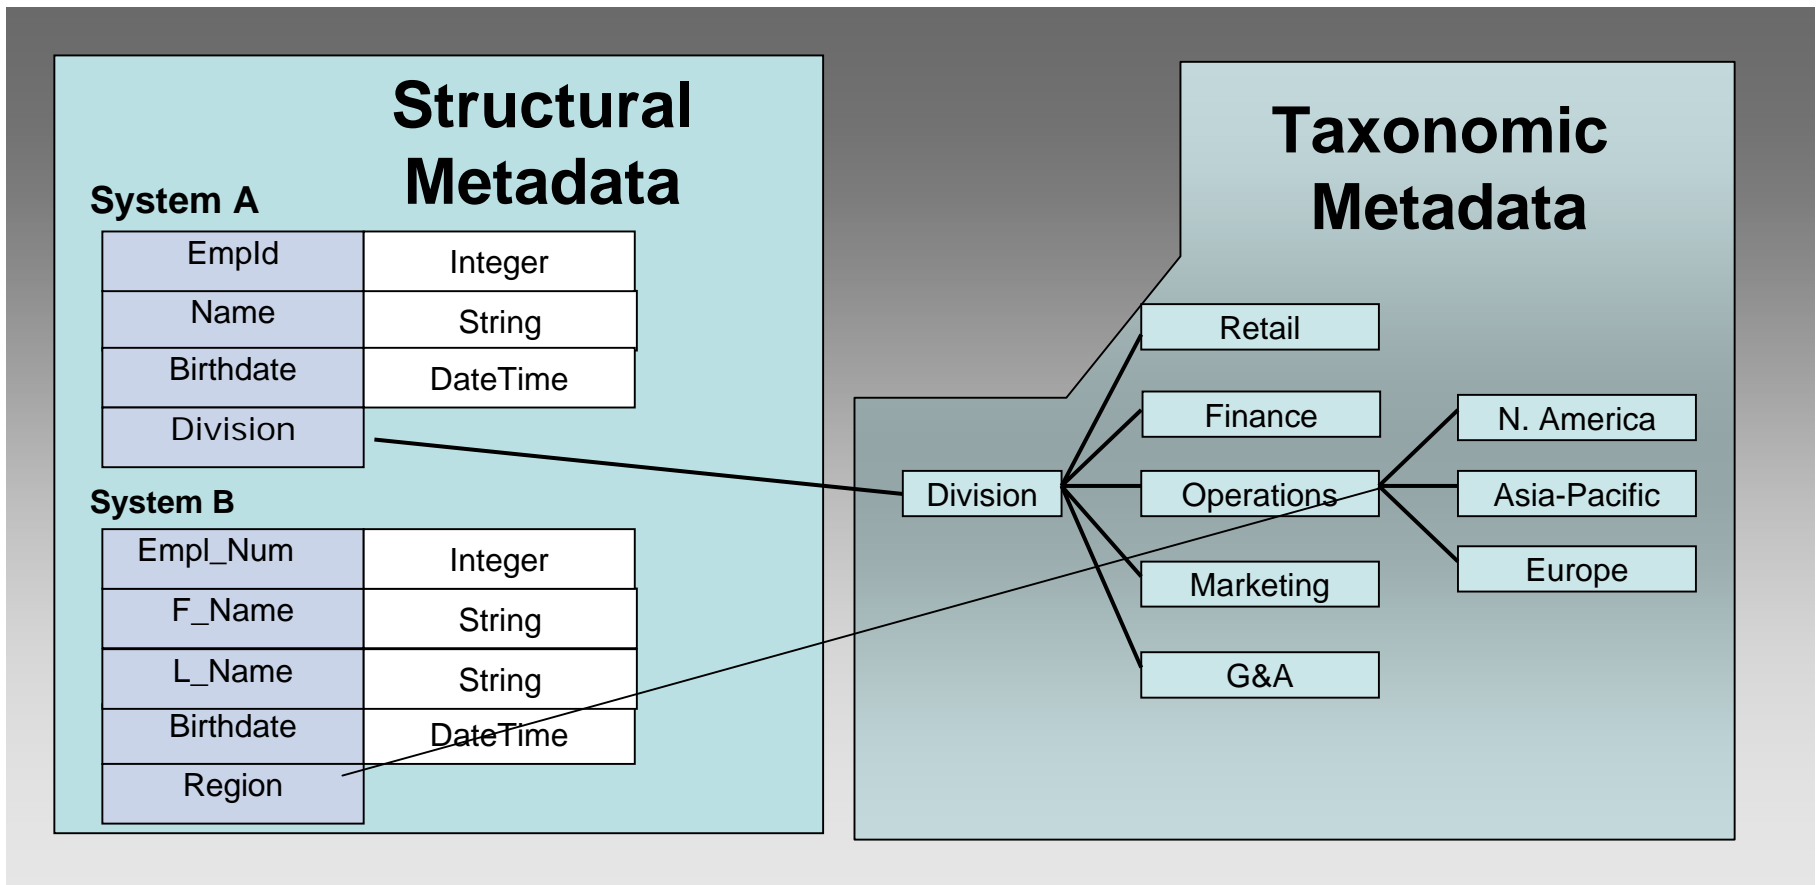 Structural
Metadata
System A
EmpId Integer
Name String
Birthdate DateTime
Division
System B
Empl_Num Integer
F_Name String
L_Name String
Birthdate DateTime
Region
Taxonomic
Metadata
Division
Retail
Finance
Operations
Marketing
G&A
N. America
Asia-Pacific
Europe